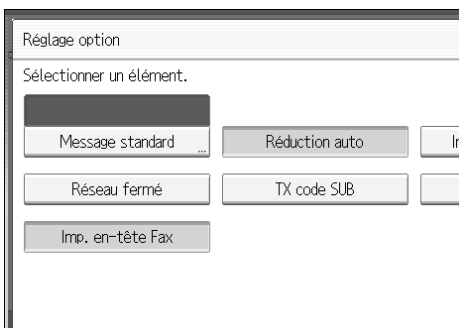 Réglage option
Sélectionner un élément.
Message standard ...
Réduction auto
Réseau fermé
TX code SUB
Imp. en-tête Fax